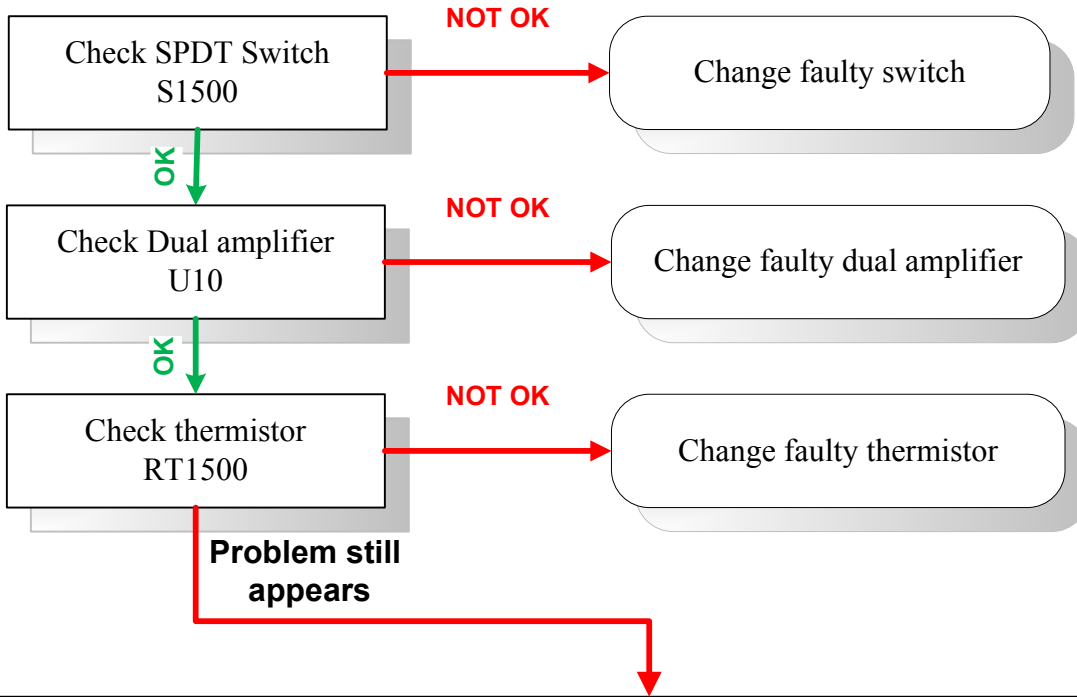 NOT OK
Check SPDT Switch
S1500
Change faulty switch
OK
NOT OK
Check Dual amplifier
U10
Change faulty dual amplifier
OK
NOT OK
Check thermistor
RT1500
Change faulty thermistor
Problem still
appears